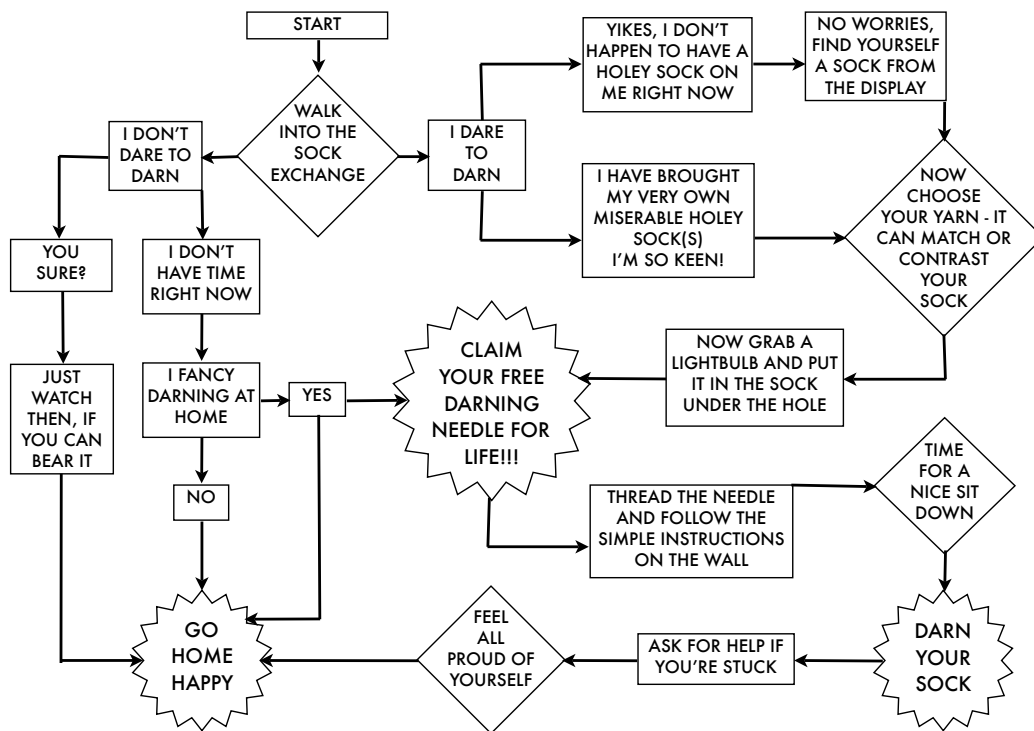 START
WALK
INTO THE
SOCK
EXCHANGE
I DON'T
DARE TO
DARN
YOU
SURE?
JUST
WATCH
THEN, IF
YOU CAN
BEAR IT
I DON'T
HAVE TIME
RIGHT NOW
I FANCY
DARNING AT
HOME
YES
NO
I DARE
TO
DARN
YIKES, I DON'T
HAPPEN TO HAVE A
HOLEY SOCK ON
ME RIGHT NOW
NO WORRIES,
FIND YOURSELF
A SOCK FROM
THE DISPLAY
I HAVE BROUGHT
MY VERY OWN
MISERABLE HOLEY
SOCK(S)
I'M SO KEEN!
NOW
CHOOSE
YOUR YARN - IT
CAN MATCH OR
CONTRAST
YOUR
SOCK
NOW GRAB A
LIGHTBULB AND PUT
IT IN THE SOCK
UNDER THE HOLE
CLAIM
YOUR FREE
DARNING
NEEDLE FOR
LIFE!!!
THREAD THE NEEDLE
AND FOLLOW THE
SIMPLE INSTRUCTIONS
ON THE WALL
TIME
FOR A
NICE SIT
DOWN
DARN
YOUR
SOCK
ASK FOR HELP IF
YOU'RE STUCK
FEEL
ALL
PROUD OF
YOURSELF
GO
HOME
HAPPY